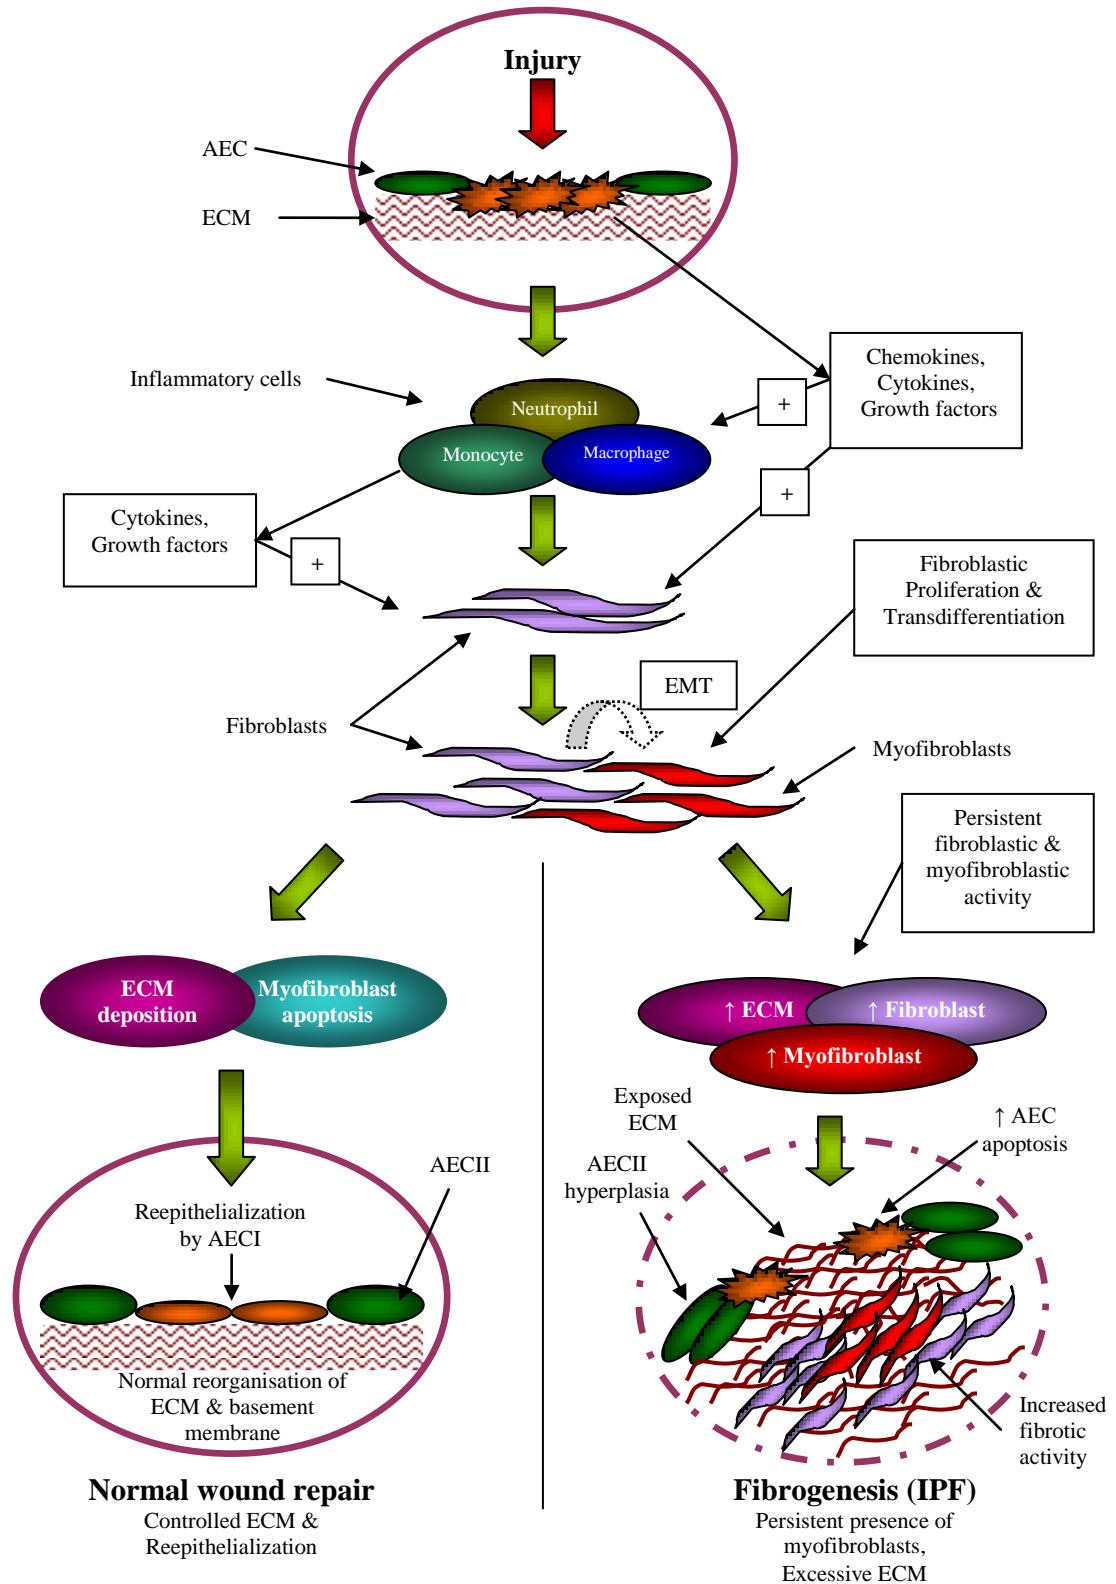 Injury
AEC
ECM
Chemokines,
Cytokines,
Growth factors
Inflammatory cells
+
Neutrophil
Monocyte
Macrophage
+
Cytokines,
Growth factors
+
Fibroblastic
Proliferation &
Transdifferentiation
EMT
Fibroblasts
Myofibroblasts
Persistent
fibroblastic &
myofibroblastic
activity
ECM
deposition
Myofibroblast
apoptosis
↑ ECM
↑ Fibroblast
↑ Myofibroblast
Exposed
ECM
↑ AEC
apoptosis
AECII
hyperplasia
AECII
Reepithelialization
by AECI
Normal reorganisation of
ECM & basement
membrane
Increased
fibrotic
activity
Normal wound repair
Controlled ECM &
Reepithelialization
Fibrogenesis (IPF)
Persistent presence of
myofibroblasts,
Excessive ECM